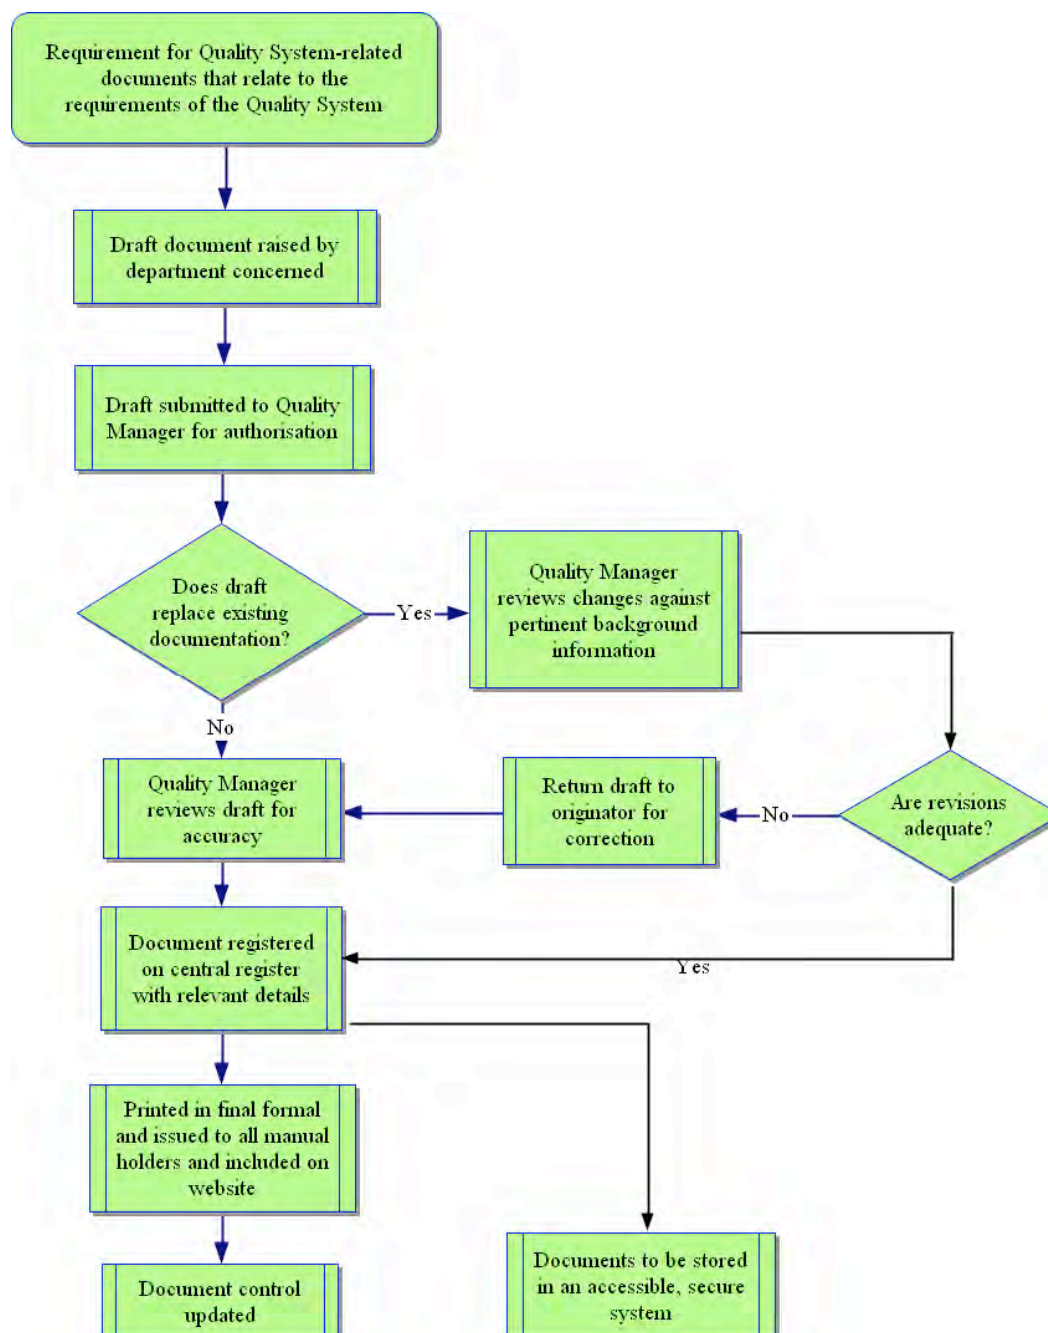 Requirement for Quality System-related
documents that relate to the
requirements of the Quality System
Draft document raised by
department concerned
Draft submitted to Quality
Manager for authorisation
Does draft
replace existing
documentation?
Yes
Quality Manager
reviews changes against
pertinent background
information
No
Quality Manager
reviews draft for
accuracy
Return draft to
originator for
correction
No
Are revisions
adequate?
Document registered
on central register
with relevant details
Yes
Printed in final formal
and issued to all manual
holders and included on
website
Document control
updated
Documents to be stored
in an accessible, secure
system